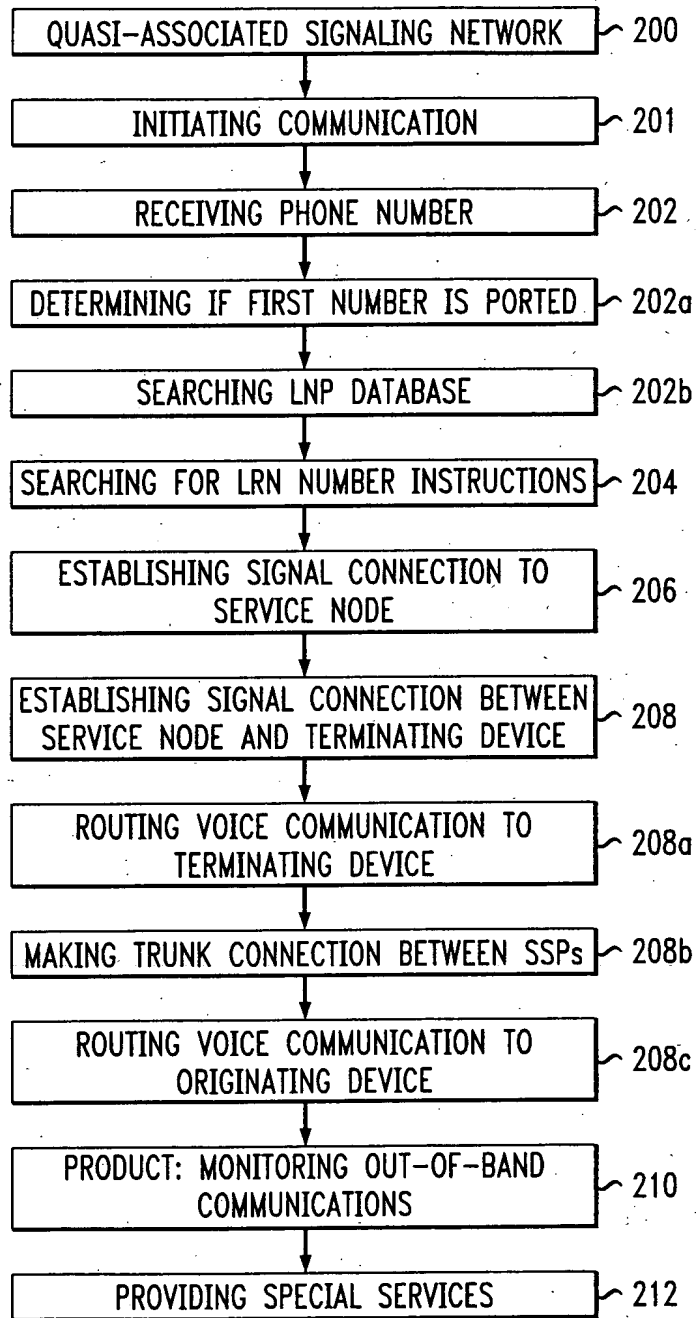 QUASI-ASSOCIATED SIGNALING NETWORK 200
INITIATING COMMUNICATION 201
RECEIVING PHONE NUMBER 202
DETERMINING IF FIRST NUMBER IS PORTED 202a
SEARCHING LNP DATABASE 202b
SEARCHING FOR LRN NUMBER INSTRUCTIONS 204
ESTABLISHING SIGNAL CONNECTION TO
SERVICE NODE 206
ESTABLISHING SIGNAL CONNECTION BETWEEN
SERVICE NODE AND TERMINATING DEVICE 208
ROUTING VOICE COMMUNICATION TO
TERMINATING DEVICE 208a
MAKING TRUNK CONNECTION BETWEEN SSPs 208b
ROUTING VOICE COMMUNICATION TO
ORIGINATING DEVICE 208c
PRODUCT: MONITORING OUT-OF-BAND
COMMUNICATIONS 210
PROVIDING SPECIAL SERVICES 212